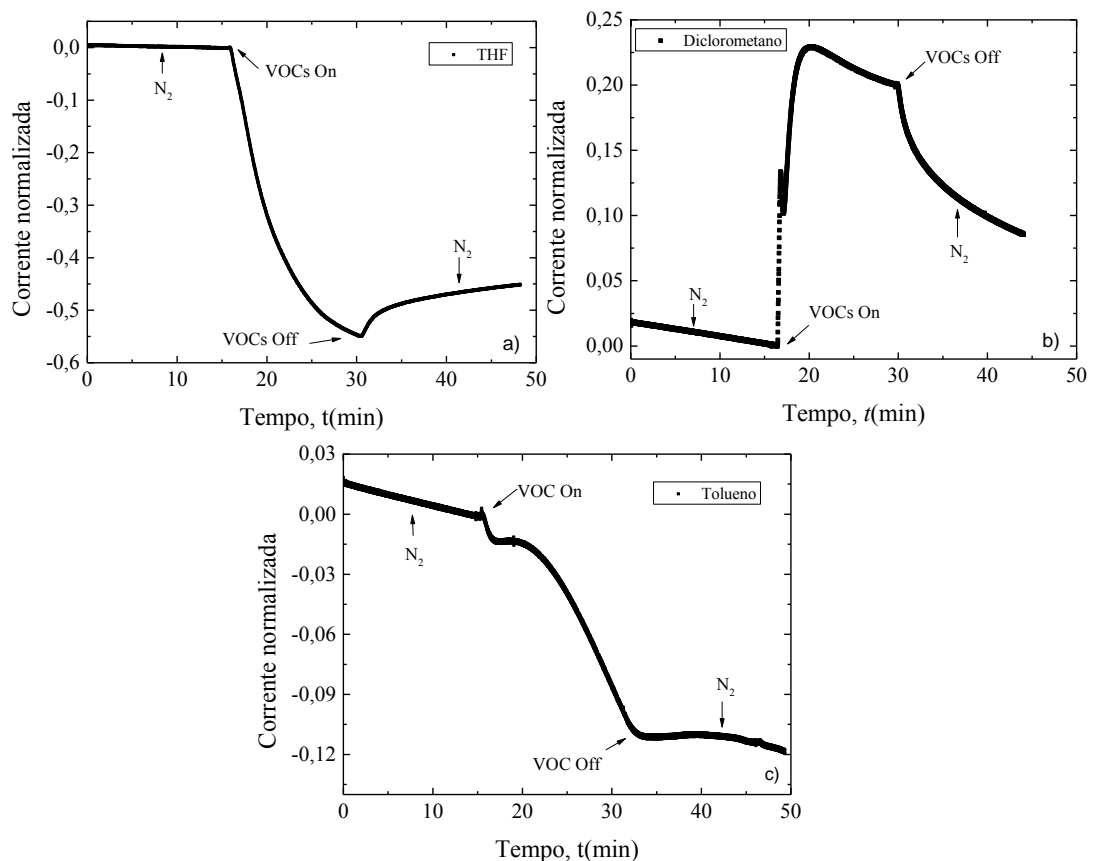 0,0
-0,1
-0,2
-0,3
-0,4
-0,5
-0,6
Corrente normalizada
THF
VOCs On
N2
N2
VOCs Off
a)
0 10 20 30 40 50
Tempo, t(min)
0,25
0,20
0,15
0,10
0,05
0,00
Corrente normalizada
Diclorometano
VOCs Off
N2
N2
VOCs On
b)
0 10 20 30 40 50
Tempo, t(min)
0,03
0,00
-0,03
-0,06
-0,09
-0,12
Corrente normalizada
VOC On
Tolueno
N2
N2
VOC Off
c)
0 10 20 30 40 50
Tempo, t(min)